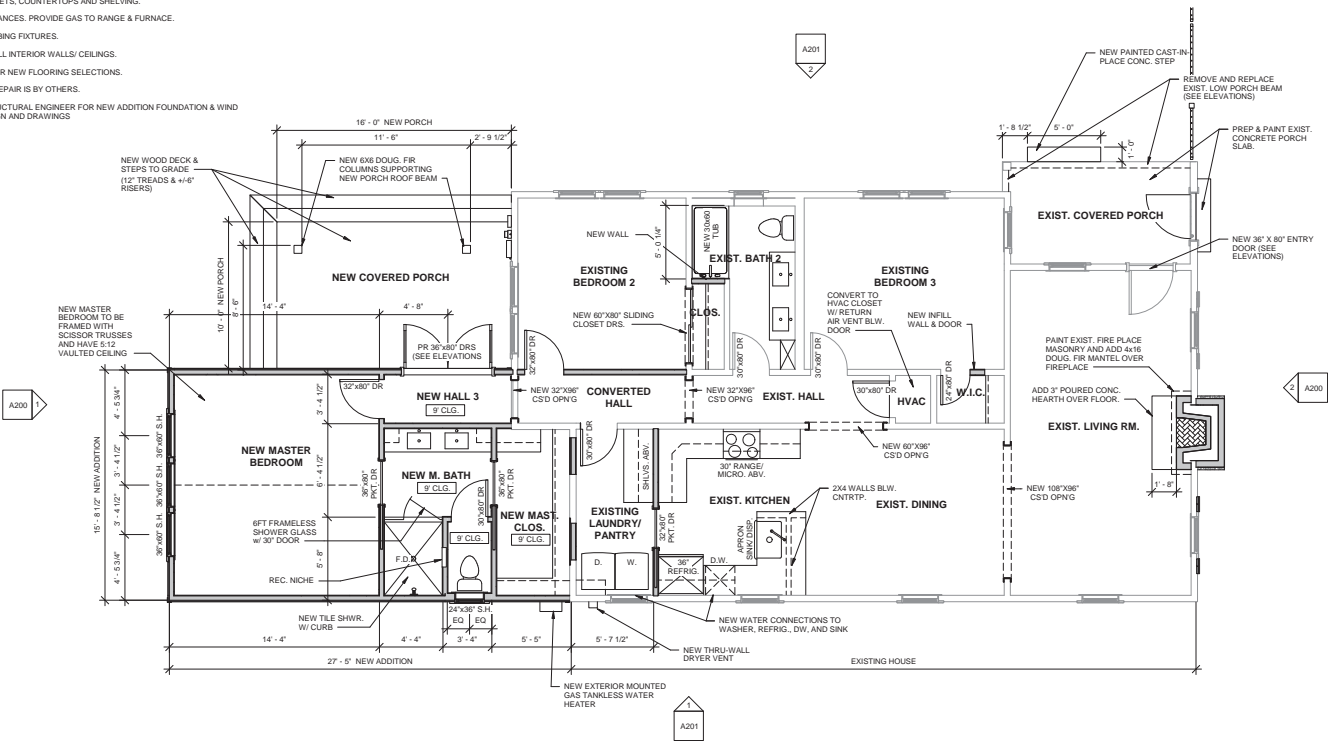 ETS, COUNTERTOPS AND SHELVING.
ANCES. PROVIDE GAS TO RANGE & FURNACE.
BING FIXTURES.
LL INTERIOR WALLS/ CEILINGS.
R NEW FLOORING SELECTIONS.
EPAIR IS BY OTHERS.
UCTURAL ENGINEER FOR NEW ADDITION FOUNDATION & WIND
GN AND DRAWINGS
A201
2
NEW PAINTED CAST-IN-
PLACE CONC. STEP
REMOVE AND REPLACE
EXIST. LOW PORCH BEAM
(SEE ELEVATIONS)
1' - 8 1/2"
5' - 0"
1' - 0"
PREP & PAINT EXIST.
CONCRETE PORCH
SLAB.
16' - 0" NEW PORCH
11' - 6"
2' - 9 1/2"
NEW WOOD DECK &
STEPS TO GRADE
(12" TREADS & +/-6"
RISERS)
NEW 6X6 DOUG. FIR
COLUMNS SUPPORTING
NEW PORCH ROOF BEAM
NEW WALL
5' - 0 1/4"
NEW 30x60
TUB
EXIST. BATH 2
EXIST. COVERED PORCH
NEW 36" X 80" ENTRY
DOOR (SEE
ELEVATIONS)
NEW COVERED PORCH
EXISTING
BEDROOM 2
EXISTING
BEDROOM 3
10' - 0" NEW PORCH
8' - 6"
14' - 4"
4' - 8"
NEW MASTER
BEDROOM TO BE
FRAMED WITH
SCISSOR TRUSSES
AND HAVE 5:12
VAULTED CEILING
CONVERT TO
HVAC CLOSET
W/ RETURN
AIR VENT BLW.
DOOR
NEW 60"X80" SLIDING
CLOSET DRS.
CLOS.
NEW INFILL
WALL & DOOR
PR 36"x80" DRS
(SEE ELEVATIONS
32"x80" DR
30"x80" DR
30"x80" DR
PAINT EXIST. FIRE PLACE
MASONRY AND ADD 4x16
DOUG. FIR MANTEL OVER
FIREPLACE
A200
1
2
A200
32"x80" DR
3' - 4 1/2"
NEW HALL 3
9' CLG.
NEW 32"X96"
CS'D OPN'G
CONVERTED
HALL
NEW 32"X96"
CS'D OPN'G
EXIST. HALL
30"x80" DR
HVAC
24"x80" DR
W.I.C.
ADD 3" POURED CONC.
HEARTH OVER FLOOR.
EXIST. LIVING RM.
4' - 5 3/4"
3' - 4 1/2"
3' - 4 1/2"
4' - 5 3/4"
15' - 8 1/2" NEW ADDITION
36"x60" S.H.
36"x60" S.H.
36"x60" S.H.
NEW MASTER
BEDROOM
6' - 4 1/2"
36"x80"
PKT. DR
NEW M. BATH
9' CLG.
30"x80" DR
36"x80"
PKT. DR
30"x80" DR
SHLVS. ABV.
30" RANGE/
MICRO. ABV.
NEW 60"X96"
CS'D OPN'G
1' - 8"
NEW 108"X96"
CS'D OPN'G
EXIST. KITCHEN
2X4 WALLS BLW.
CNTRTP.
EXIST. DINING
NEW MAST.
CLOS.
9' CLG.
EXISTING
LAUNDRY/
PANTRY
32"x80"
PKT. DR
APRON
SINK/ DISP.
6FT FRAMELESS
SHOWER GLASS
w/ 30" DOOR
5' - 8"
F.D.
9' CLG.
D.
W.
36"
REFRIG.
D.W.
REC. NICHE
NEW TILE SHWR.
W/ CURB
24"x36" S.H.
EQ
EQ
NEW WATER CONNECTIONS TO
WASHER, REFRIG., DW, AND SINK
14' - 4"
4' - 4"
3' - 4"
5' - 5"
5' - 7 1/2"
NEW THRU-WALL
DRYER VENT
27' - 5" NEW ADDITION
EXISTING HOUSE
NEW EXTERIOR MOUNTED
GAS TANKLESS WATER
HEATER
1
A201